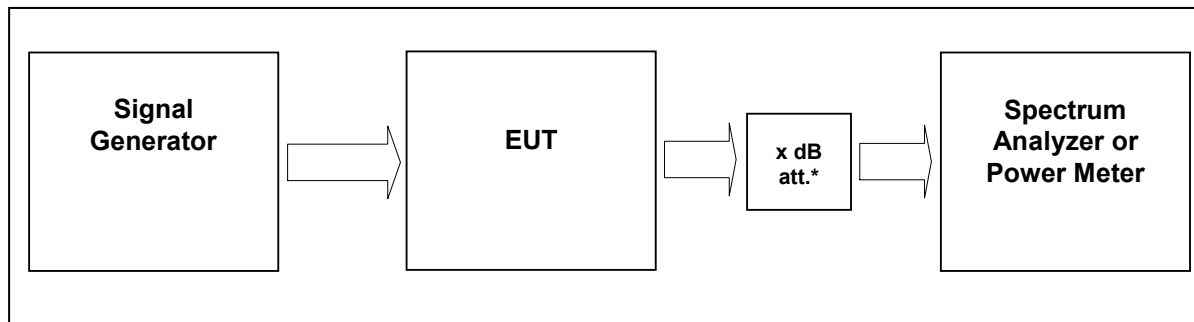 Signal
Generator
EUT
x dB
att.*
Spectrum
Analyzer or
Power Meter